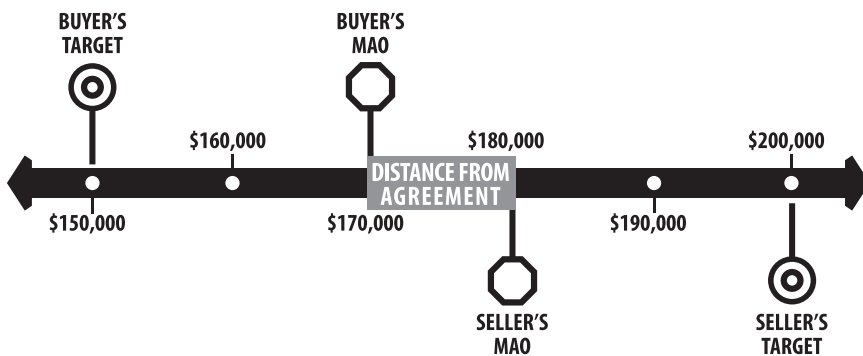 BUYER'S
TARGET
BUYER'S
MAO
$160,000
$180,000
$200,000
DISTANCE FROM
AGREEMENT
$150,000
$170,000
$190,000
SELLER'S
MAO
SELLER'S
TARGET